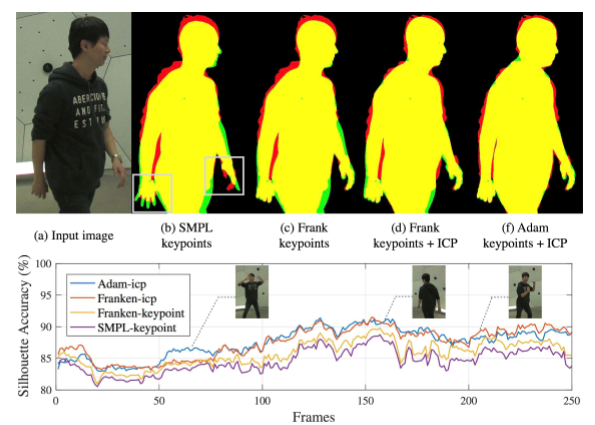 ABERCROMBIE
AND FIT
EST
(a) Input image
(b) SMPL
keypoints
(c) Frank
keypoints
(d) Frank
keypoints + ICP
(f) Adam
keypoints + ICP
Silhouette Accuracy (%)
100
95
90
85
80
Adam-icp
Franken-icp
Franken-keypoint
SMPL-keypoint
0
50
100
150
200
250
Frames